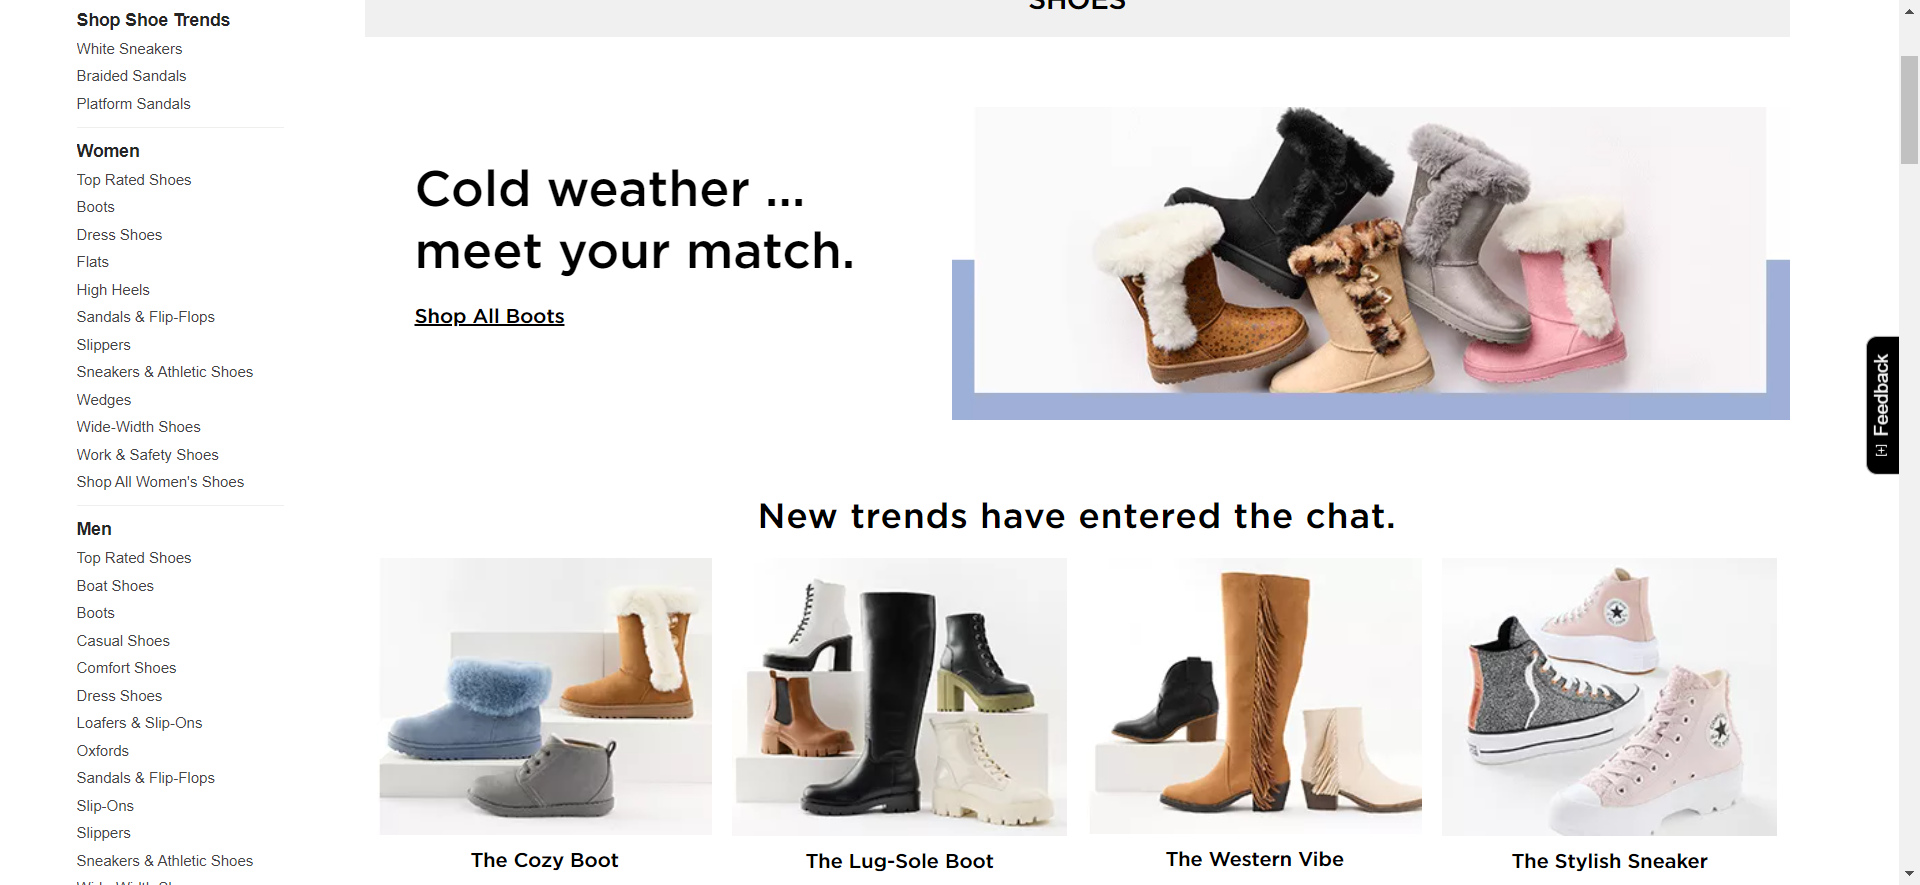 SHOES
Shop Shoe Trends
White Sneakers
Braided Sandals
Platform Sandals
Women
Top Rated Shoes
Boots
Dress Shoes
Flats
High Heels
Sandals & Flip-Flops
Slippers
Sneakers & Athletic Shoes
Wedges
Wide-Width Shoes
Work & Safety Shoes
Shop All Women's Shoes
Men
Top Rated Shoes
Boat Shoes
Boots
Casual Shoes
Comfort Shoes
Dress Shoes
Loafers & Slip-Ons
Oxfords
Sandals & Flip-Flops
Slip-Ons
Slippers
Sneakers & Athletic Shoes
Cold weather ...
meet your match.
Shop All Boots
New trends have entered the chat.
The Cozy Boot
The Lug-Sole Boot
The Western Vibe
The Stylish Sneaker
[+] Feedback